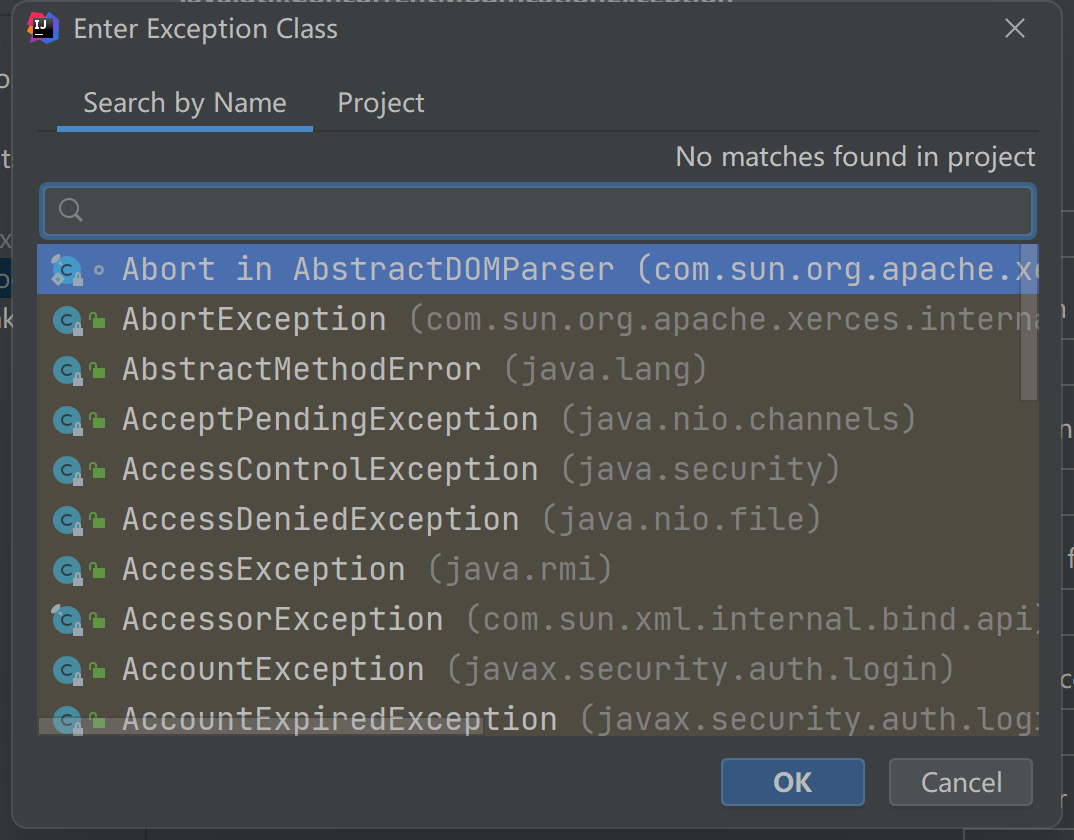 Enter Exception Class
Search by Name Project
No matches found in project
Abort in AbstractDOMParser (com.sun.org.apache.xe
AbortException (com.sun.org.apache.xerces.interna
AbstractMethodError (java.lang)
AcceptPendingException (java.nio.channels)
AccessControlException (java.security)
AccessDeniedException (java.nio.file)
AccessException (java.rmi)
AccessorException (com.sun.xml.internal.bind.api)
AccountException (javax.security.auth.login)
AccountExpiredException (javax.security.auth.logi
OK Cancel